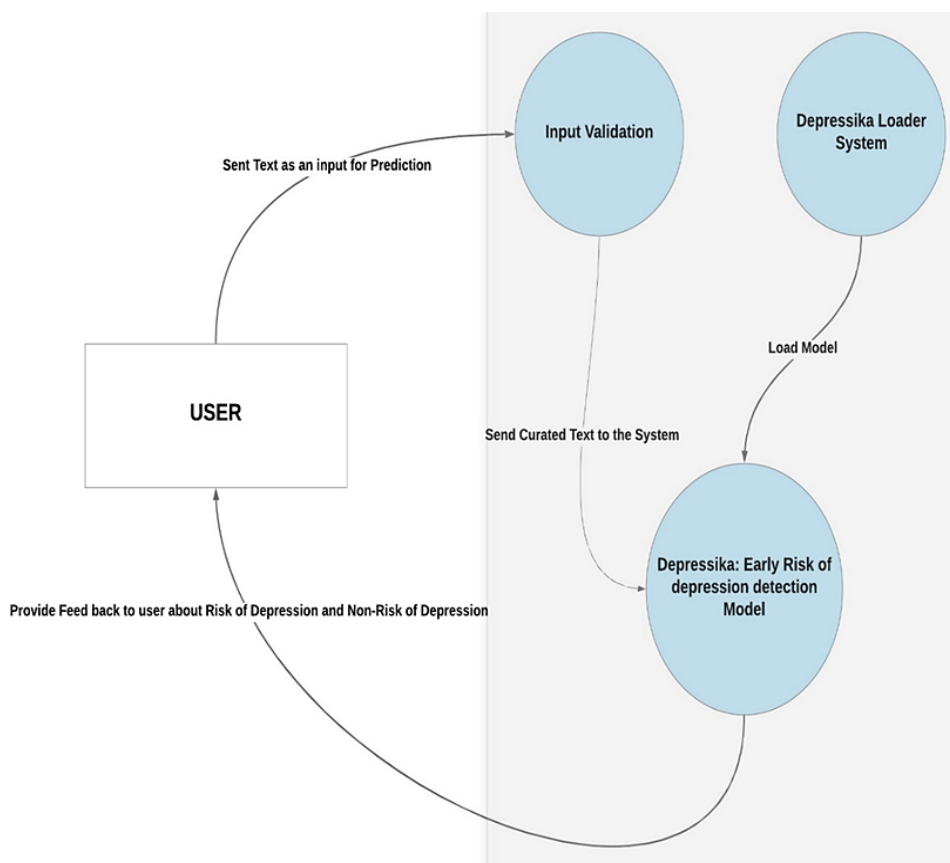 Input Validation
Depressika Loader
System
Sent Text as an input for Prediction
Load Model
USER
Send Curated Text to the System
Depressika: Early Risk of
depression detection
Model
Provide Feed back to user about Risk of Depression and Non-Risk of Depression